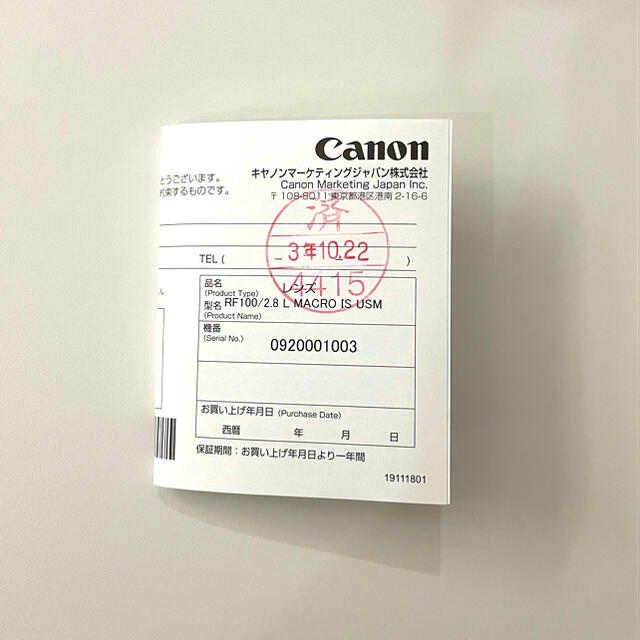 Canon
キヤノンマーケティングジャパン株式会社
Canon Marketing Japan Inc.
〒108-8011 東京都港区港南2-16-6
とうございます。
約束するものです。
済
3年10.22
4415
TEL ( – – )
品名
(Product Type)
レンズ
型名 RF100/2.8 L MACRO IS USM
(Product Name)
機番
(Serial No.)
0920001003
お買い上げ年月日 (Purchase Date)
西暦 年 月 日
保証期間：お買い上げ年月日より一年間
19111801